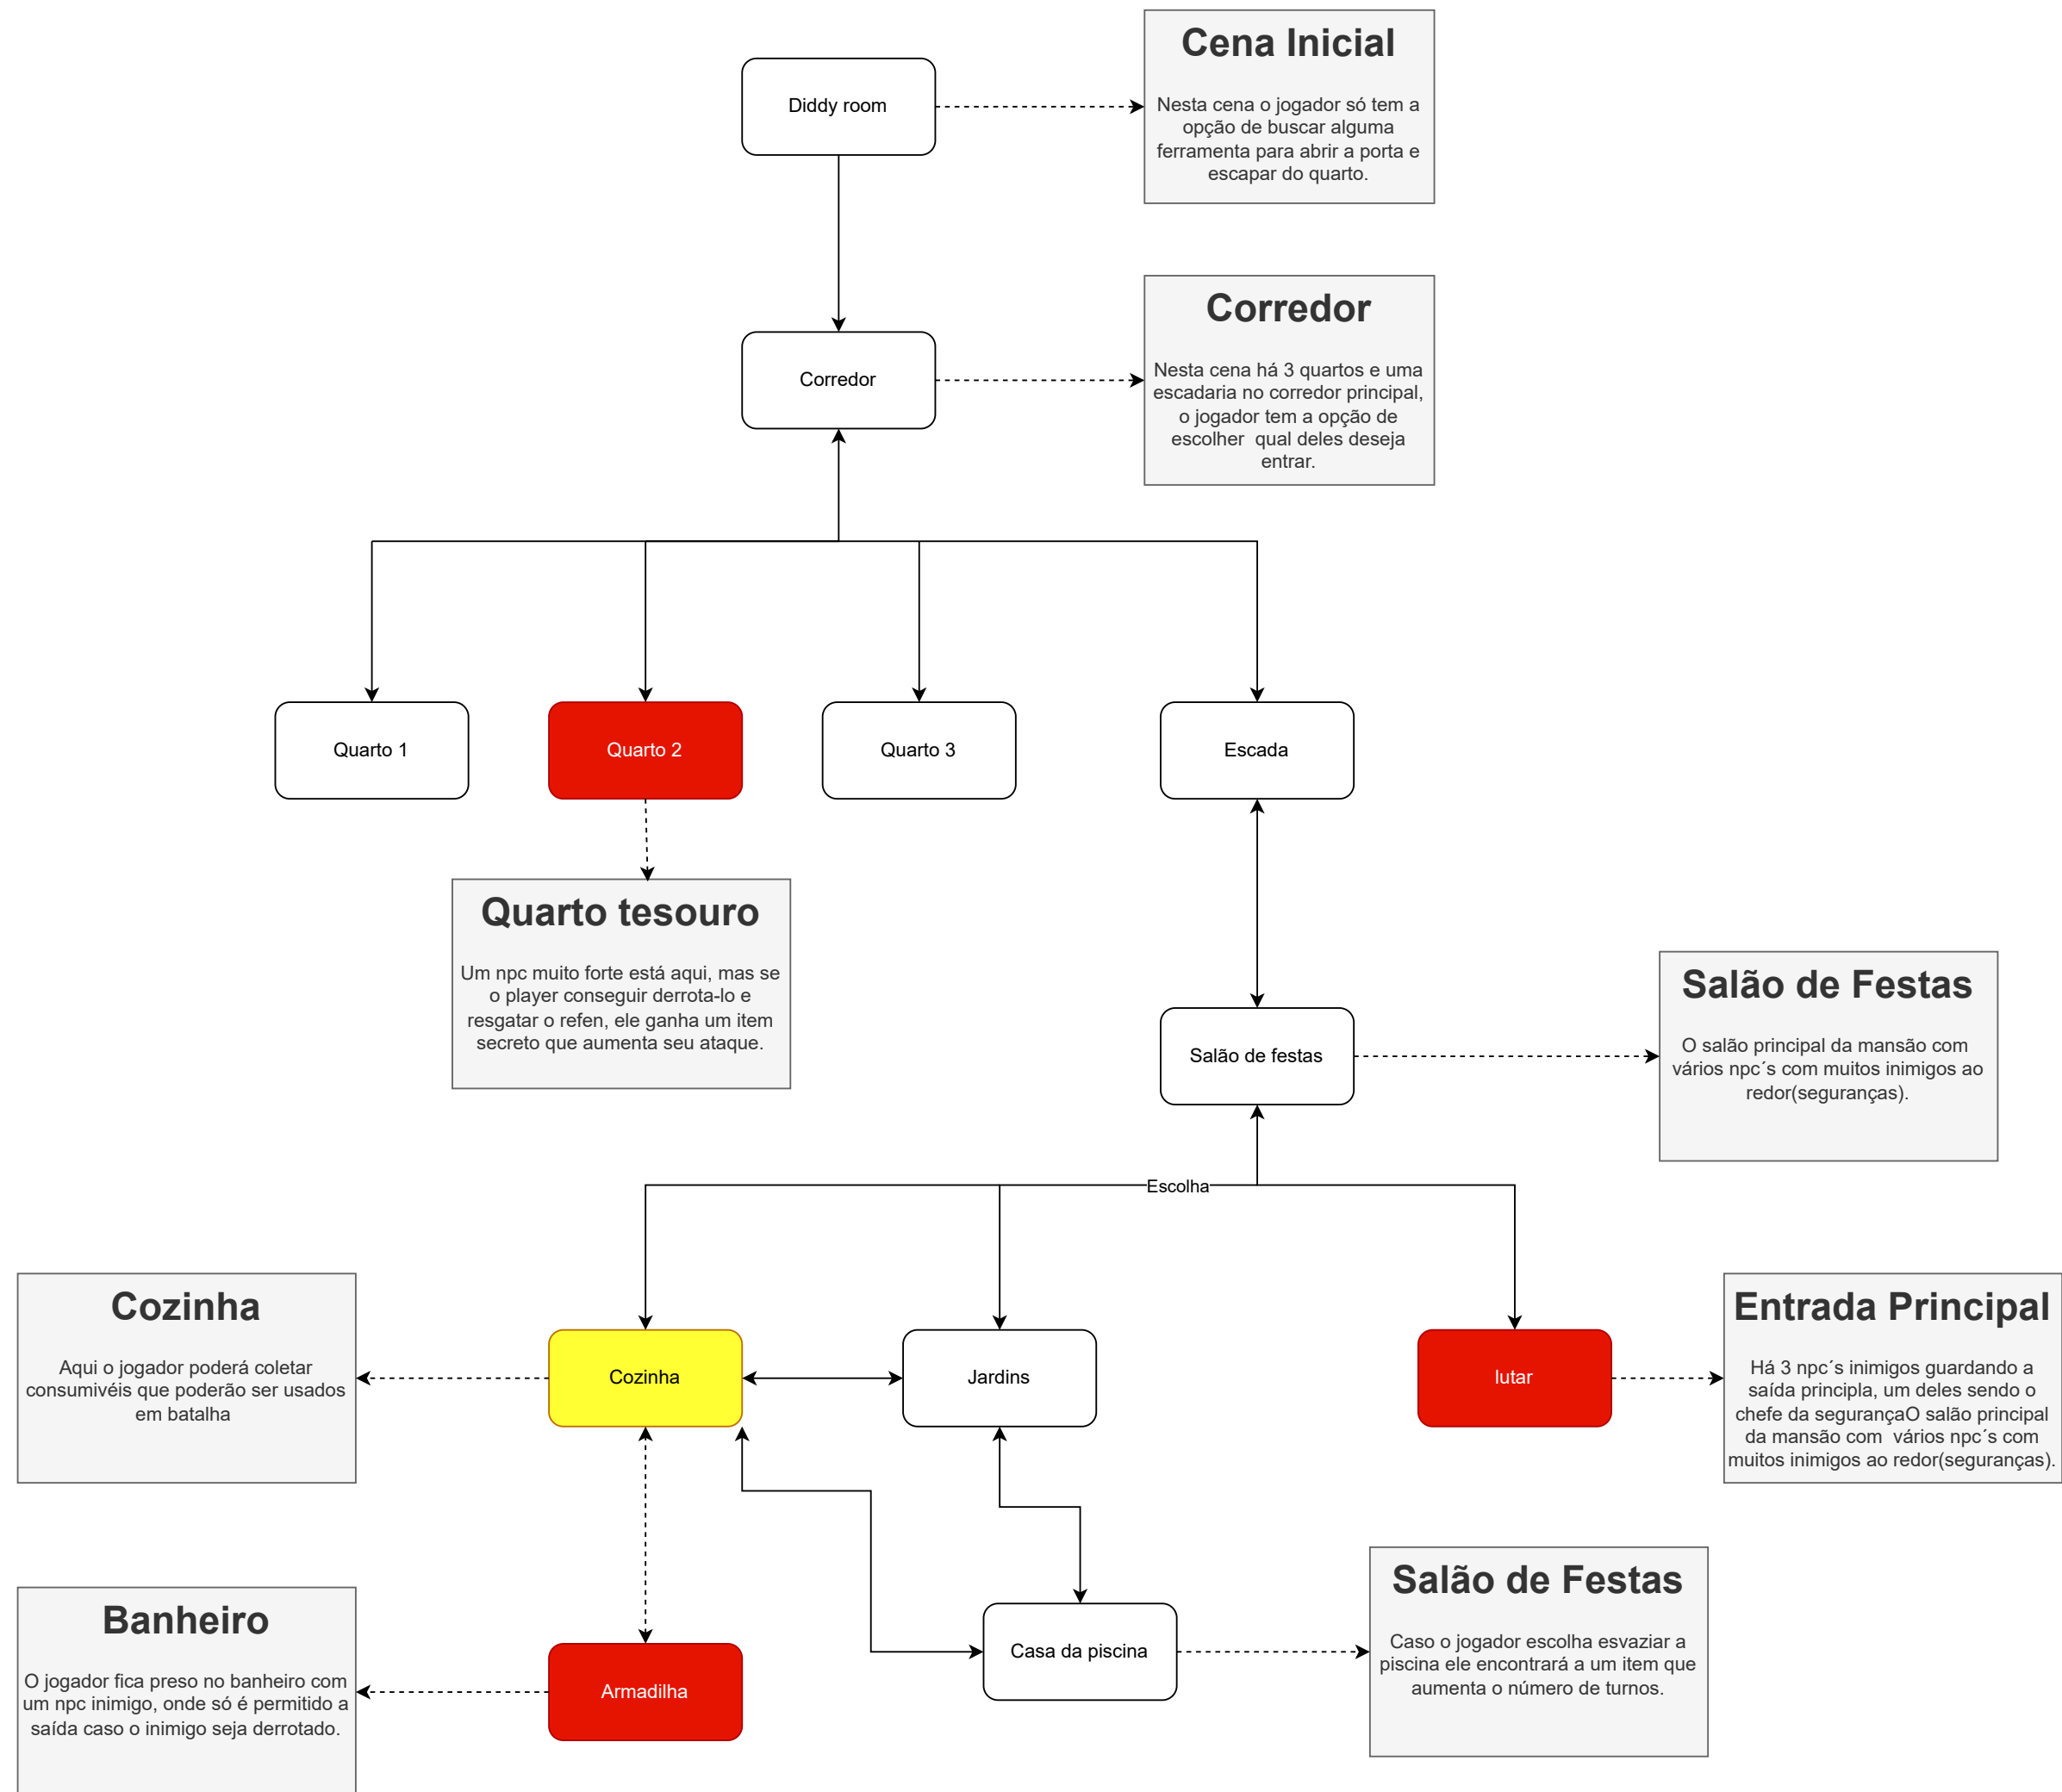 Cena Inicial
Nesta cena o jogador só tem a
opção de buscar alguma
ferramenta para abrir a porta e
escapar do quarto.
Diddy room
Corredor
Nesta cena há 3 quartos e uma
escadaria no corredor principal,
o jogador tem a opção de
escolher  qual deles deseja
entrar.
Corredor
Quarto 1
Quarto 2
Quarto 3
Escada
Quarto tesouro
Um npc muito forte está aqui, mas se
o player conseguir derrota-lo e
resgatar o refen, ele ganha um item
secreto que aumenta seu ataque.
Salão de festas
Salão de Festas
O salão principal da mansão com
vários npc´s com muitos inimigos ao
redor(seguranças).
Escolha
Cozinha
Aqui o jogador poderá coletar
consumivéis que poderão ser usados
em batalha
Cozinha
Jardins
lutar
Entrada Principal
Há 3 npc´s inimigos guardando a
saída principla, um deles sendo o
chefe da segurançaO salão principal
da mansão com  vários npc´s com
muitos inimigos ao redor(seguranças).
Banheiro
O jogador fica preso no banheiro com
um npc inimigo, onde só é permitido a
saída caso o inimigo seja derrotado.
Armadilha
Casa da piscina
Salão de Festas
Caso o jogador escolha esvaziar a
piscina ele encontrará a um item que
aumenta o número de turnos.